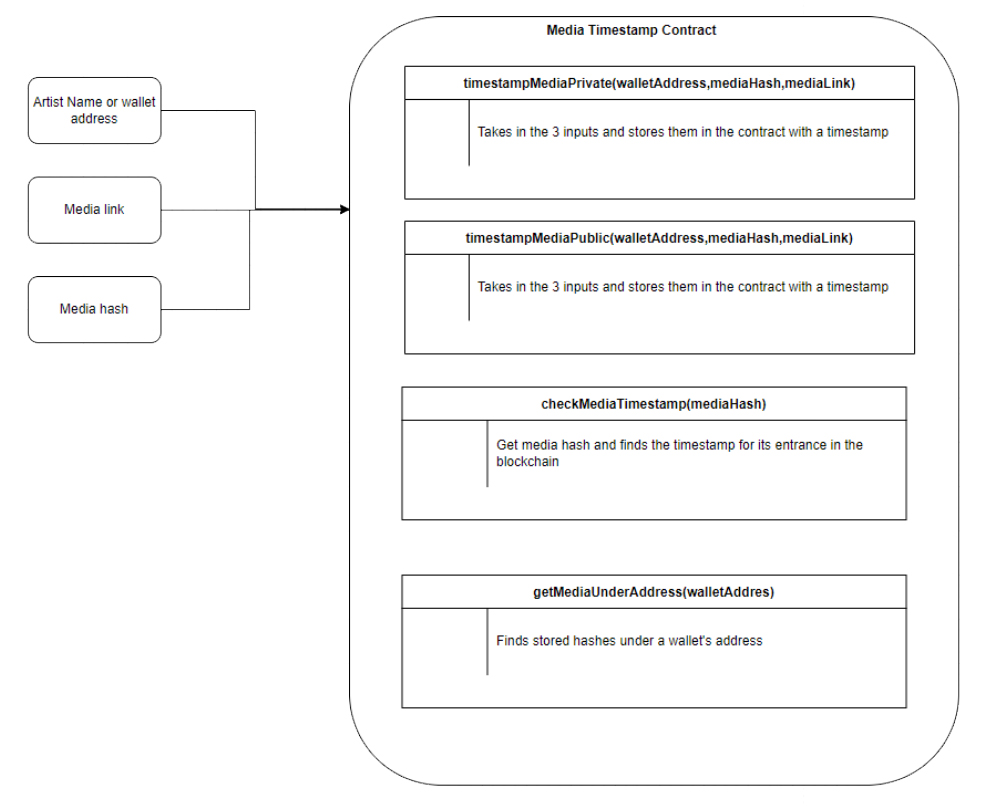 Media Timestamp Contract
Artist Name or wallet
address
Media link
Media hash
timestampMediaPrivate(walletAddress,mediaHash,mediaLink)
Takes in the 3 inputs and stores them in the contract with a timestamp
timestampMediaPublic(walletAddress,mediaHash,mediaLink)
Takes in the 3 inputs and stores them in the contract with a timestamp
checkMediaTimestamp(mediaHash)
Get media hash and finds the timestamp for its entrance in the
blockchain
getMediaUnderAddress(walletAddres)
Finds stored hashes under a wallet's address